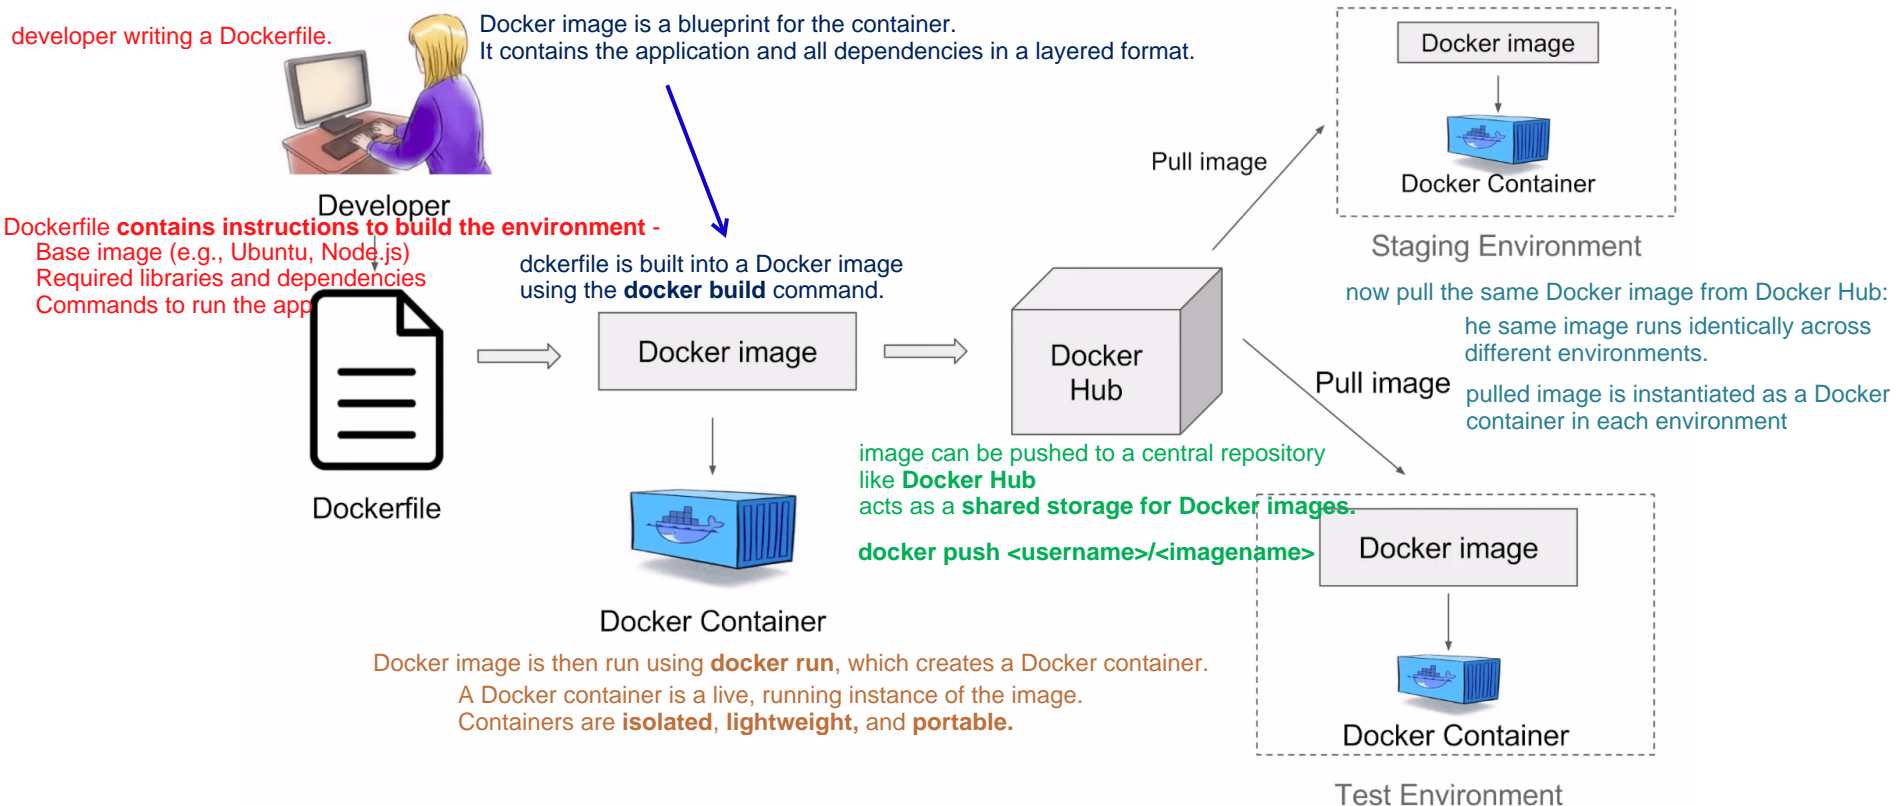 developer writing a Dockerfile.
Docker image is a blueprint for the container.
It contains the application and all dependencies in a layered format.
Developer
Dockerfile contains instructions to build the environment -
Base image (e.g., Ubuntu, Node.js)
Required libraries and dependencies
Commands to run the app
Dockerfile
dckerfile is built into a Docker image
using the docker build command.
Docker image
Docker Container
Docker image is then run using docker run, which creates a Docker container.
A Docker container is a live, running instance of the image.
Containers are isolated, lightweight, and portable.
Docker
Hub
image can be pushed to a central repository
like Docker Hub
acts as a shared storage for Docker images.
docker push <username>/<imagename>
Pull image
Docker image
Docker Container
Staging Environment
now pull the same Docker image from Docker Hub:
he same image runs identically across
different environments.
Pull image
pulled image is instantiated as a Docker
container in each environment
Docker image
Docker Container
Test Environment